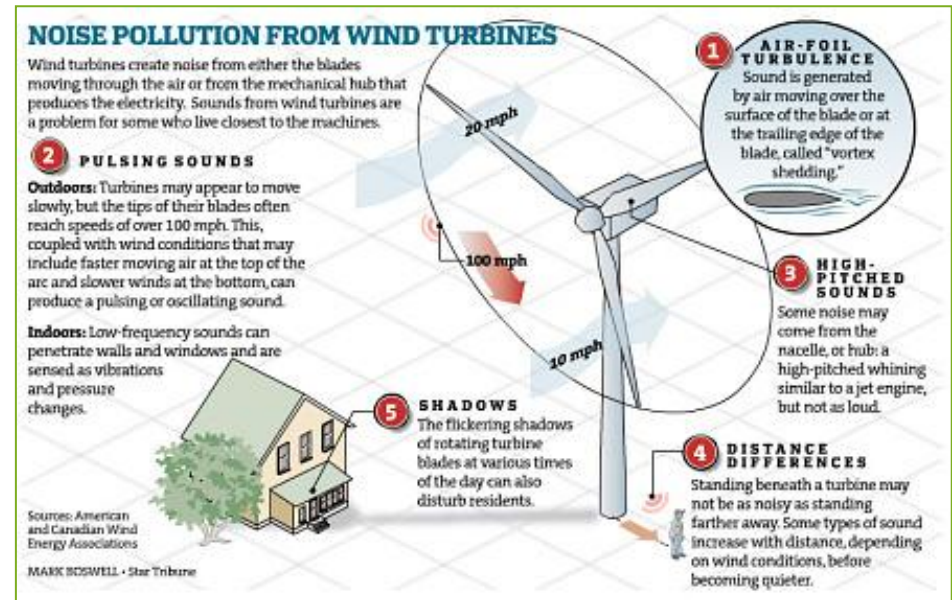 NOISE POLLUTION FROM WIND TURBINES
Wind turbines create noise from either the blades
moving through the air or from the mechanical hub that
produces the electricity. Sounds from wind turbines are
a problem for some who live closest to the machines.
1 AIR-FOIL
TURBULENCE
Sound is generated
by air moving over the
surface of the blade or at
the trailing edge of the
blade, called "vortex
shedding."
2 PULSING SOUNDS
Outdoors: Turbines may appear to move
slowly, but the tips of their blades often
reach speeds of over 100 mph. This,
coupled with wind conditions that may
include faster moving air at the top of the
arc and slower winds at the bottom, can
produce a pulsing or oscillating sound.
Indoors: Low-frequency sounds can
penetrate walls and windows and are
sensed as vibrations
and pressure
changes.
20 mph
100 mph
10 mph
3 HIGH-
PITCHED
SOUNDS
Some noise may
come from the
nacelle, or hub: a
high-pitched whining
similar to a jet engine,
but not as loud.
4 DISTANCE
DIFFERENCES
Standing beneath a turbine may
not be as noisy as standing
farther away. Some types of sound
increase with distance, depending
on wind conditions, before
becoming quieter.
5 SHADOWS
The flickering shadows
of rotating turbine
blades at various times
of the day can also
disturb residents.
Sources: American
and Canadian Wind
Energy Associations
MARK BOSWELL • Star Tribune